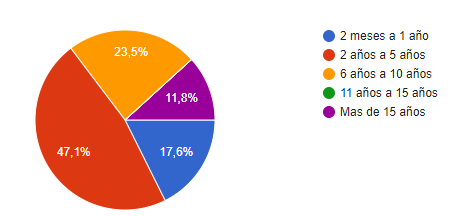 2 meses a 1 año
2 años a 5 años
6 años a 10 años
11 años a 15 años
Mas de 15 años
23,5%
11,8%
47,1%
17,6%